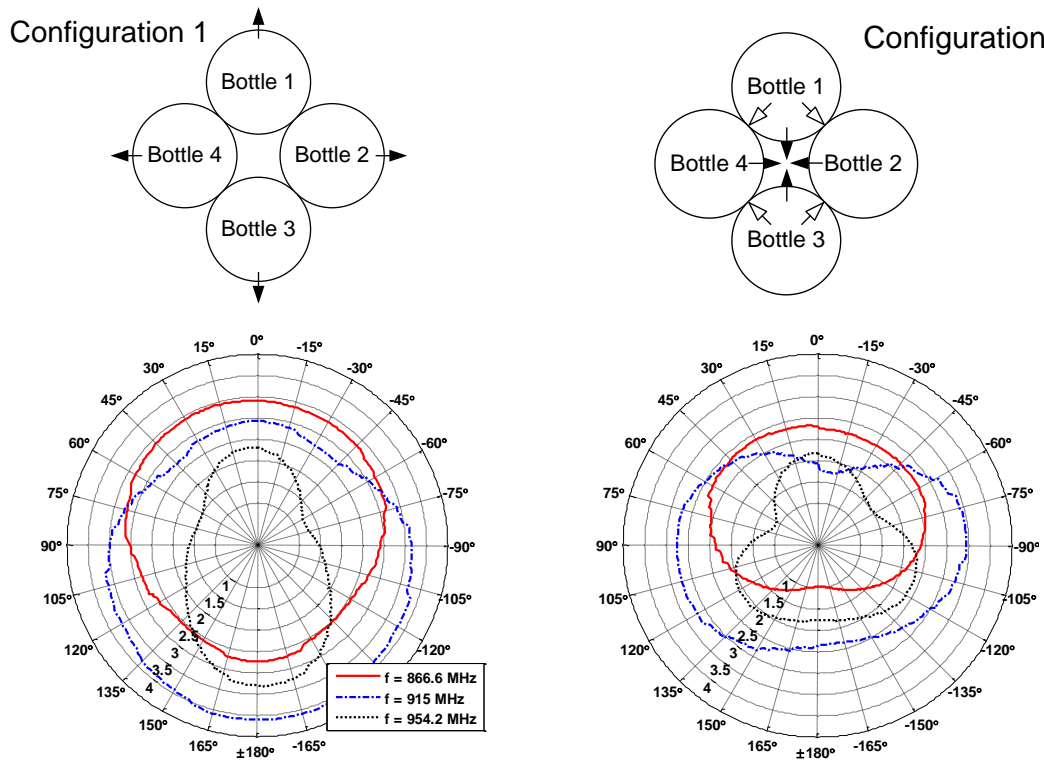 Configuration 1
Configuration
Bottle 1
Bottle 4
Bottle 2
Bottle 3
Bottle 1
Bottle 4
Bottle 2
Bottle 3
0º
15º
-15º
30º
-30º
45º
-45º
60º
-60º
75º
-75º
90º
-90º
105º
-105º
120º
-120º
135º
-135º
150º
-150º
165º
-165º
±180º
1
1.5
2
2.5
3
3.5
4
f = 866.6 MHz
f = 915 MHz
f = 954.2 MHz
0º
15º
-15º
30º
-30º
45º
-45º
60º
-60º
75º
-75º
90º
-90º
105º
-105º
120º
-120º
135º
-135º
150º
-150º
165º
-165º
±180º
1
1.5
2
2.5
3
3.5
4